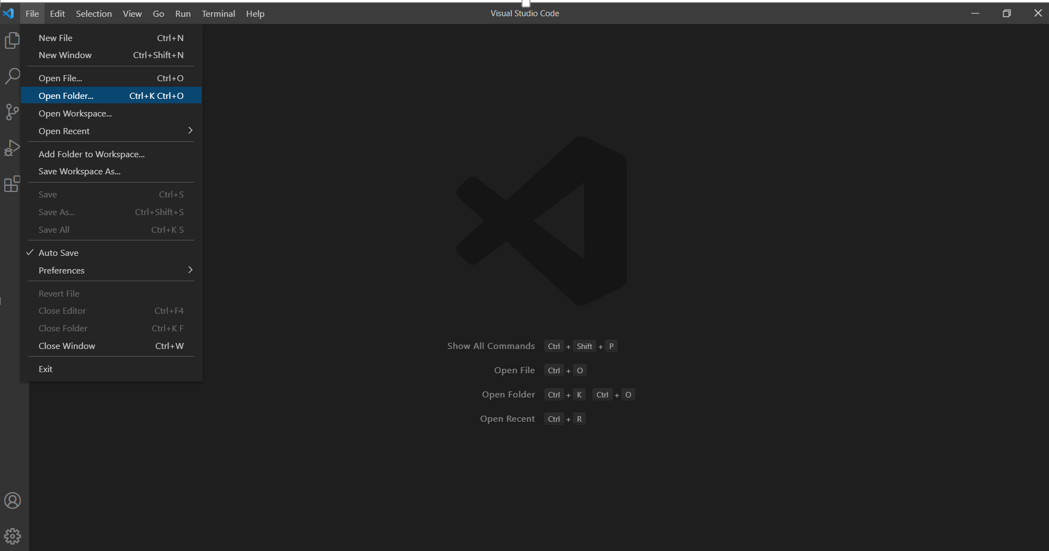 File Edit Selection View Go Run Terminal Help Visual Studio Code
New File Ctrl+N
New Window Ctrl+Shift+N
Open File... Ctrl+O
Open Folder... Ctrl+K Ctrl+O
Open Workspace...
Open Recent
Add Folder to Workspace...
Save Workspace As...
Save Ctrl+S
Save As... Ctrl+Shift+S
Save All Ctrl+K S
Auto Save
Preferences
Revert File
Close Editor Ctrl+F4
Close Folder Ctrl+K F
Close Window Ctrl+W
Exit
Show All Commands Ctrl + Shift + P
Open File Ctrl + O
Open Folder Ctrl + K Ctrl + O
Open Recent Ctrl + R